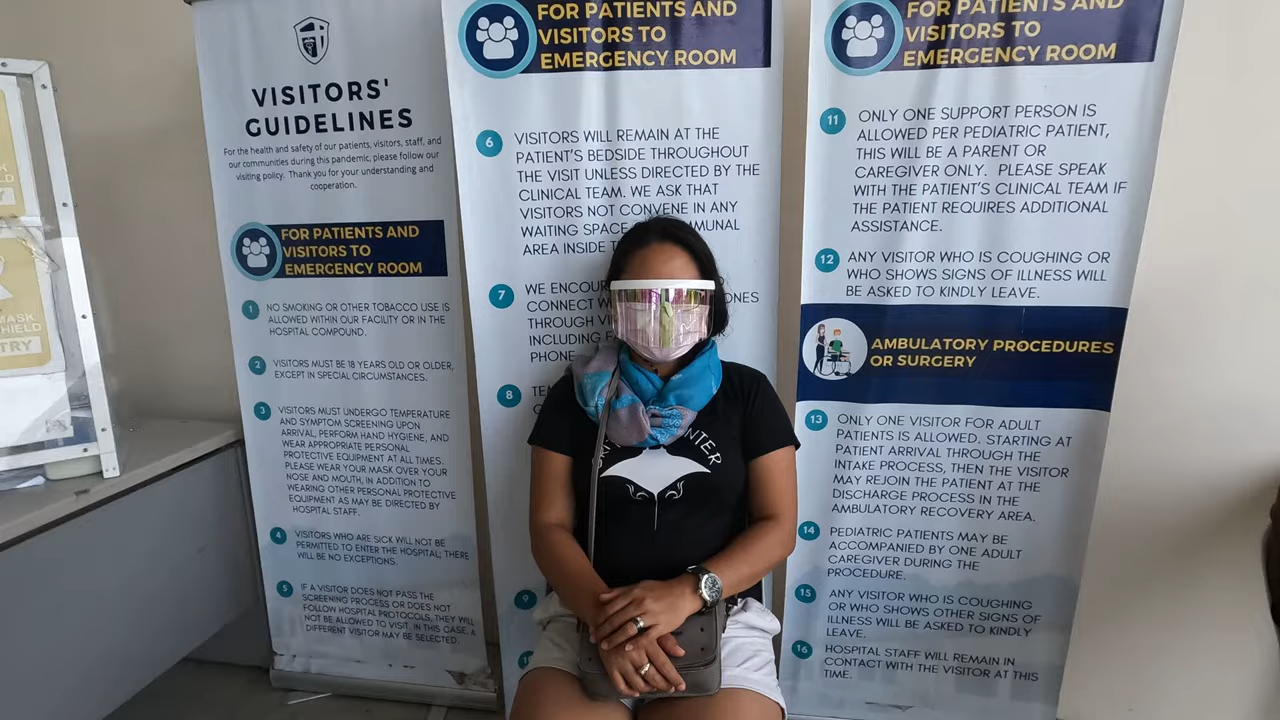 MASK
SHIELD
TRY
VISITORS'
GUIDELINES
For the health and safety of our patients, visitors, staff, and
our communities during this pandemic, please follow our
visiting policy. Thank you for your understanding and
cooperation.
FOR PATIENTS AND
VISITORS TO
EMERGENCY ROOM
1 NO SMOKING OR OTHER TOBACCO USE IS
ALLOWED WITHIN OUR FACILITY OR IN THE
HOSPITAL COMPOUND.
2 VISITORS MUST BE 18 YEARS OLD OR OLDER,
EXCEPT IN SPECIAL CIRCUMSTANCES.
3 VISITORS MUST UNDERGO TEMPERATURE
AND SYMPTOM SCREENING UPON
ARRIVAL, PERFORM HAND HYGIENE, AND
WEAR APPROPRIATE PERSONAL
PROTECTIVE EQUIPMENT AT ALL TIMES.
PLEASE WEAR YOUR MASK OVER YOUR
NOSE AND MOUTH, IN ADDITION TO
WEARING OTHER PERSONAL PROTECTIVE
EQUIPMENT AS MAY BE DIRECTED BY
HOSPITAL STAFF.
4 VISITORS WHO ARE SICK WILL NOT BE
PERMITTED TO ENTER THE HOSPITAL; THERE
WILL BE NO EXCEPTIONS.
5 IF A VISITOR DOES NOT PASS THE
SCREENING PROCESS OR DOES NOT
FOLLOW HOSPITAL PROTOCOLS, THEY WILL
NOT BE ALLOWED TO VISIT. IN THIS CASE, A
DIFFERENT VISITOR MAY BE SELECTED.
FOR PATIENTS AND
VISITORS TO
EMERGENCY ROOM
6 VISITORS WILL REMAIN AT THE
PATIENT'S BEDSIDE THROUGHOUT
THE VISIT UNLESS DIRECTED BY THE
CLINICAL TEAM. WE ASK THAT
VISITORS NOT CONVENE IN ANY
WAITING SPACE MUNAL
AREA INSIDE
7 WE ENCOUR
CONNECT ONES
THROUGH
INCLUDING
PHONE
8
9
FOR PATIENTS AND
VISITORS TO
EMERGENCY ROOM
11 ONLY ONE SUPPORT PERSON IS
ALLOWED PER PEDIATRIC PATIENT,
THIS WILL BE A PARENT OR
CAREGIVER ONLY. PLEASE SPEAK
WITH THE PATIENT'S CLINICAL TEAM IF
THE PATIENT REQUIRES ADDITIONAL
ASSISTANCE.
12 ANY VISITOR WHO IS COUGHING OR
WHO SHOWS SIGNS OF ILLNESS WILL
BE ASKED TO KINDLY LEAVE.
AMBULATORY PROCEDURES
OR SURGERY
13 ONLY ONE VISITOR FOR ADULT
PATIENTS IS ALLOWED. STARTING AT
PATIENT ARRIVAL THROUGH THE
INTAKE PROCESS, THEN THE VISITOR
MAY REJOIN THE PATIENT AT THE
DISCHARGE PROCESS IN THE
AMBULATORY RECOVERY AREA.
14 PEDIATRIC PATIENTS MAY BE
ACCOMPANIED BY ONE ADULT
CAREGIVER DURING THE
PROCEDURE.
15 ANY VISITOR WHO IS COUGHING
OR WHO SHOWS OTHER SIGNS OF
ILLNESS WILL BE ASKED TO KINDLY
LEAVE.
16 HOSPITAL STAFF WILL REMAIN IN
CONTACT WITH THE VISITOR AT THIS
TIME.